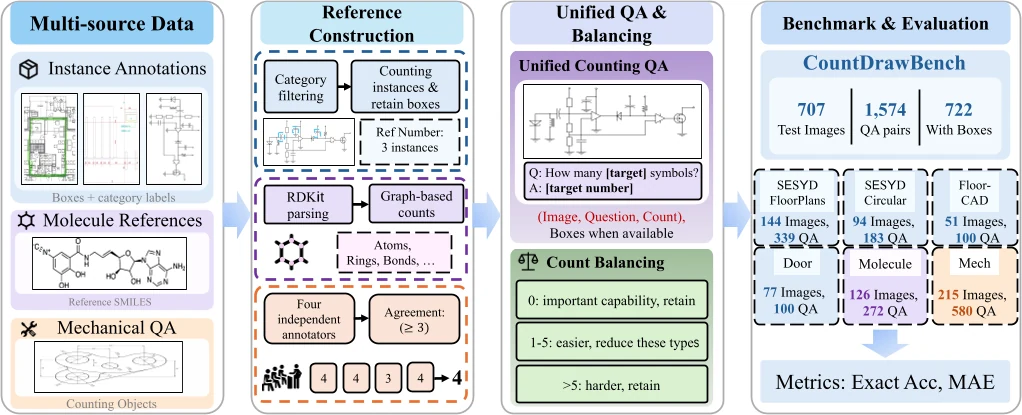 Multi-source Data
Instance Annotations
Boxes + category labels
Molecule References
Reference SMILES
Mechanical QA
Counting Objects
Reference
Construction
Category
filtering
Counting
instances &
retain boxes
Ref Number:
3 instances
RDKit
parsing
Graph-based
counts
Atoms,
Rings, Bonds, …
Four
independent
annotators
Agreement:
(≥ 3)
4 4 3 4 4
Unified QA &
Balancing
Unified Counting QA
Q: How many [target] symbols?
A: [target number]
(Image, Question, Count),
Boxes when available
Count Balancing
0: important capability, retain
1-5: easier, reduce these types
>5: harder, retain
Benchmark & Evaluation
CountDrawBench
707
Test Images
1,574
QA pairs
722
With Boxes
SESYD
FloorPlans
144 Images,
339 QA
SESYD
Circular
94 Images,
183 QA
Floor-
CAD
51 Images,
100 QA
Door
77 Images,
100 QA
Molecule
126 Images,
272 QA
Mech
215 Images,
580 QA
Metrics: Exact Acc, MAE